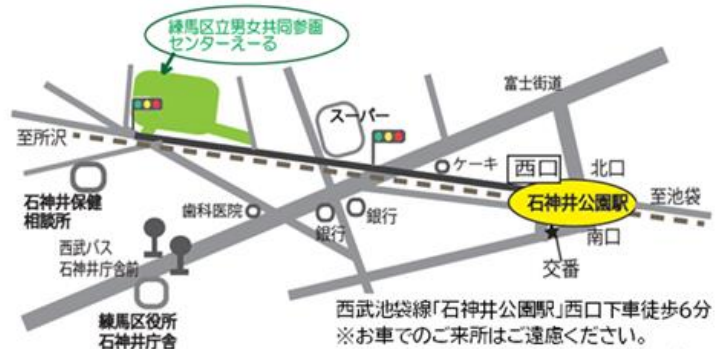 練馬区立男女共同参画
センターえーる
富士街道
スーパー
至所沢
ケーキ
西口
北口
石神井公園駅
至池袋
石神井保健
相談所
歯科医院
銀行
銀行
南口
西武バス
石神井庁舎前
交番
練馬区役所
石神井庁舎
西武池袋線「石神井公園駅」西口下車徒歩6分
※お車でのご来所はご遠慮ください。